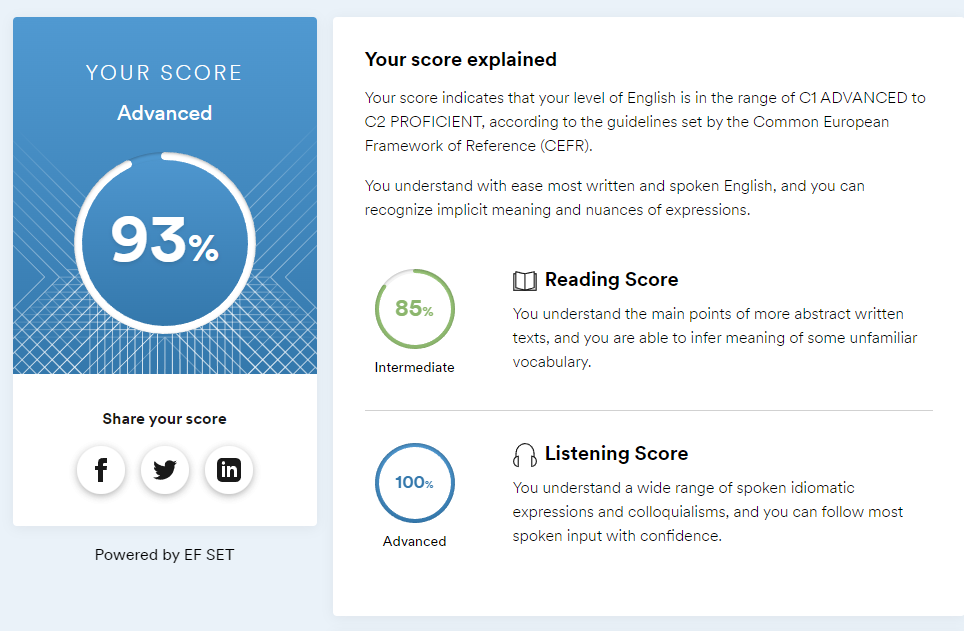 YOUR SCORE
Advanced
93%
Share your score
f
in
Powered by EF SET
Your score explained
Your score indicates that your level of English is in the range of C1 ADVANCED to
C2 PROFICIENT, according to the guidelines set by the Common European
Framework of Reference (CEFR).
You understand with ease most written and spoken English, and you can
recognize implicit meaning and nuances of expressions.
85%
Intermediate
Reading Score
You understand the main points of more abstract written
texts, and you are able to infer meaning of some unfamiliar
vocabulary.
100%
Advanced
Listening Score
You understand a wide range of spoken idiomatic
expressions and colloquialisms, and you can follow most
spoken input with confidence.